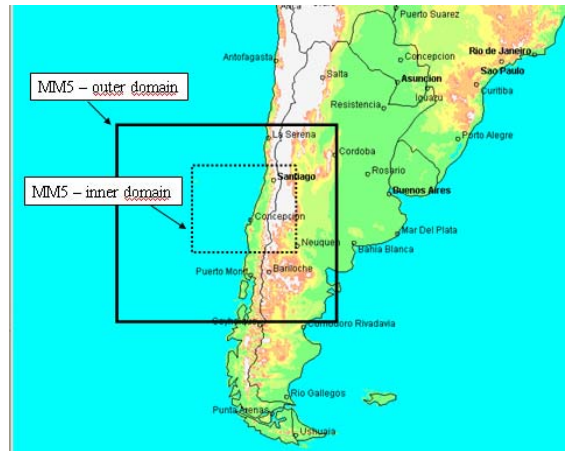 Arica
Puerto Suarez
Antofagasta
Concepcion
Rio de Janeiro
Salta
Asuncion
Sao Paulo
MM5 – outer domain
Iguazu
Curitiba
Resistencia
La Serena
Porto Alegre
Cordoba
Rosario
MM5 – inner domain
Santiago
Buenos Aires
Concepcion
Mar Del Plata
Neuquen
Bahia Blanca
Puerto Mont
Bariloche
Comodoro Rivadavia
Rio Gallegos
Punta Arenas
Ushuaia